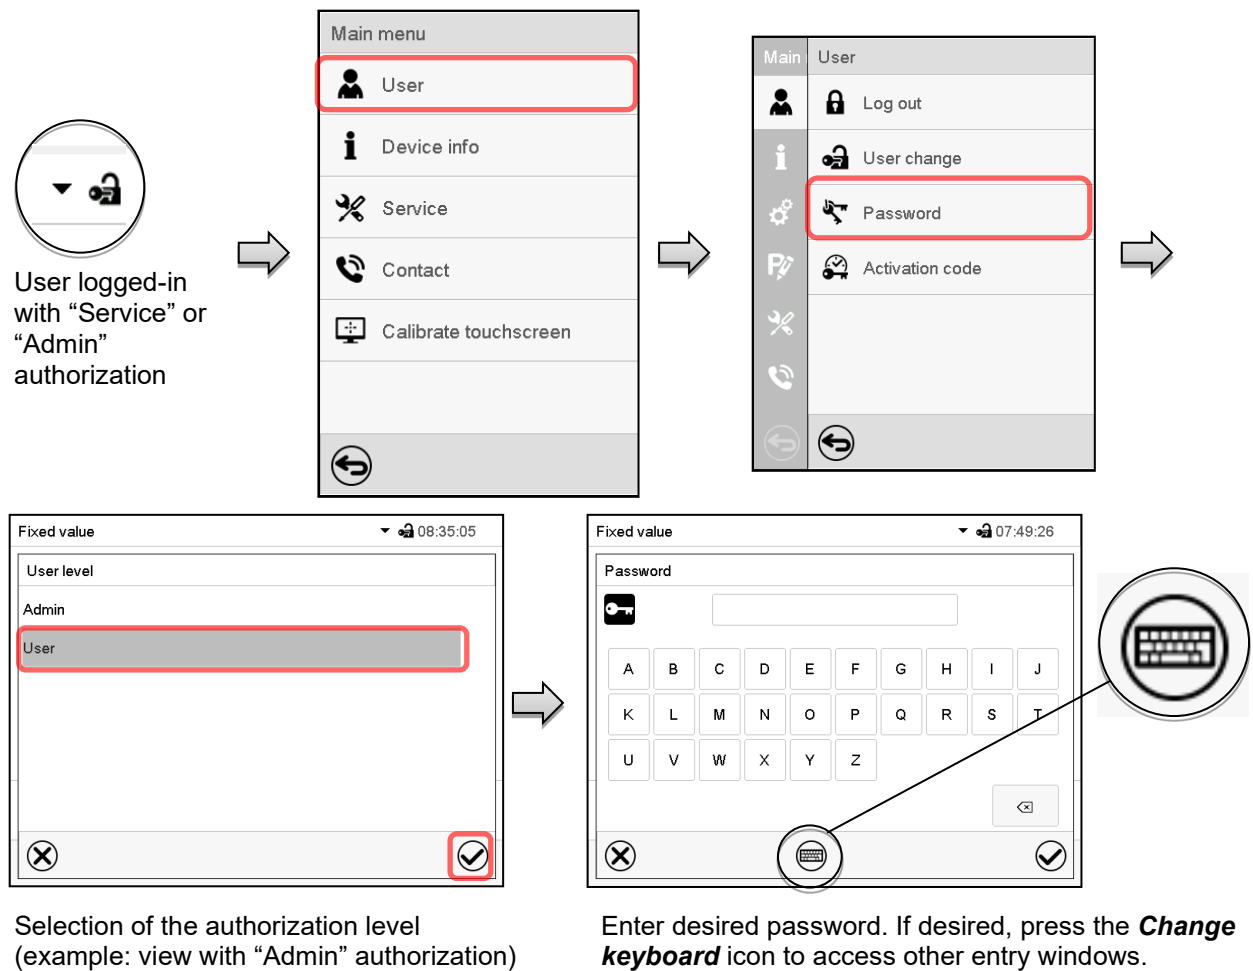 Main menu
User
Device info
Service
Contact
Calibrate touchscreen
Main
User
Log out
User change
Password
Activation code
User logged-in
with “Service” or
“Admin”
authorization
Fixed value
08:35:05
User level
Admin
User
Fixed value
07:49:26
Password
A B C D E F G H I J
K L M N O P Q R S T
U V W X Y Z
Selection of the authorization level
(example: view with “Admin” authorization)
Enter desired password. If desired, press the Change
keyboard icon to access other entry windows.